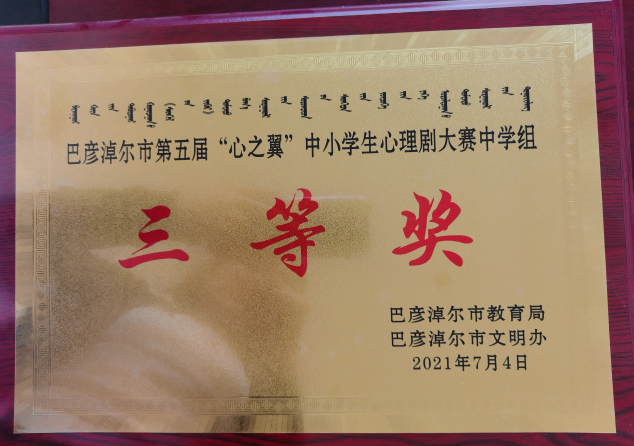 巴彦淖尔市第五届“心之翼”中小学生心理剧大赛中学组
三等奖
巴彦淖尔市教育局
巴彦淖尔市文明办
2021年7月4日